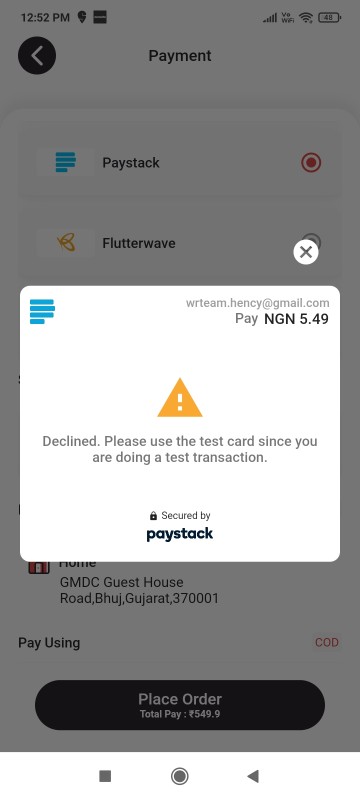 12:52 PM
Vo
WiFi
48
Payment
Paystack
Flutterwave
wrteam.hency@gmail.com
Pay NGN 5.49
Declined. Please use the test card since you
are doing a test transaction.
Secured by
paystack
Home
GMDC Guest House
Road,Bhuj,Gujarat,370001
Pay Using
COD
Place Order
Total Pay : ₹549.9